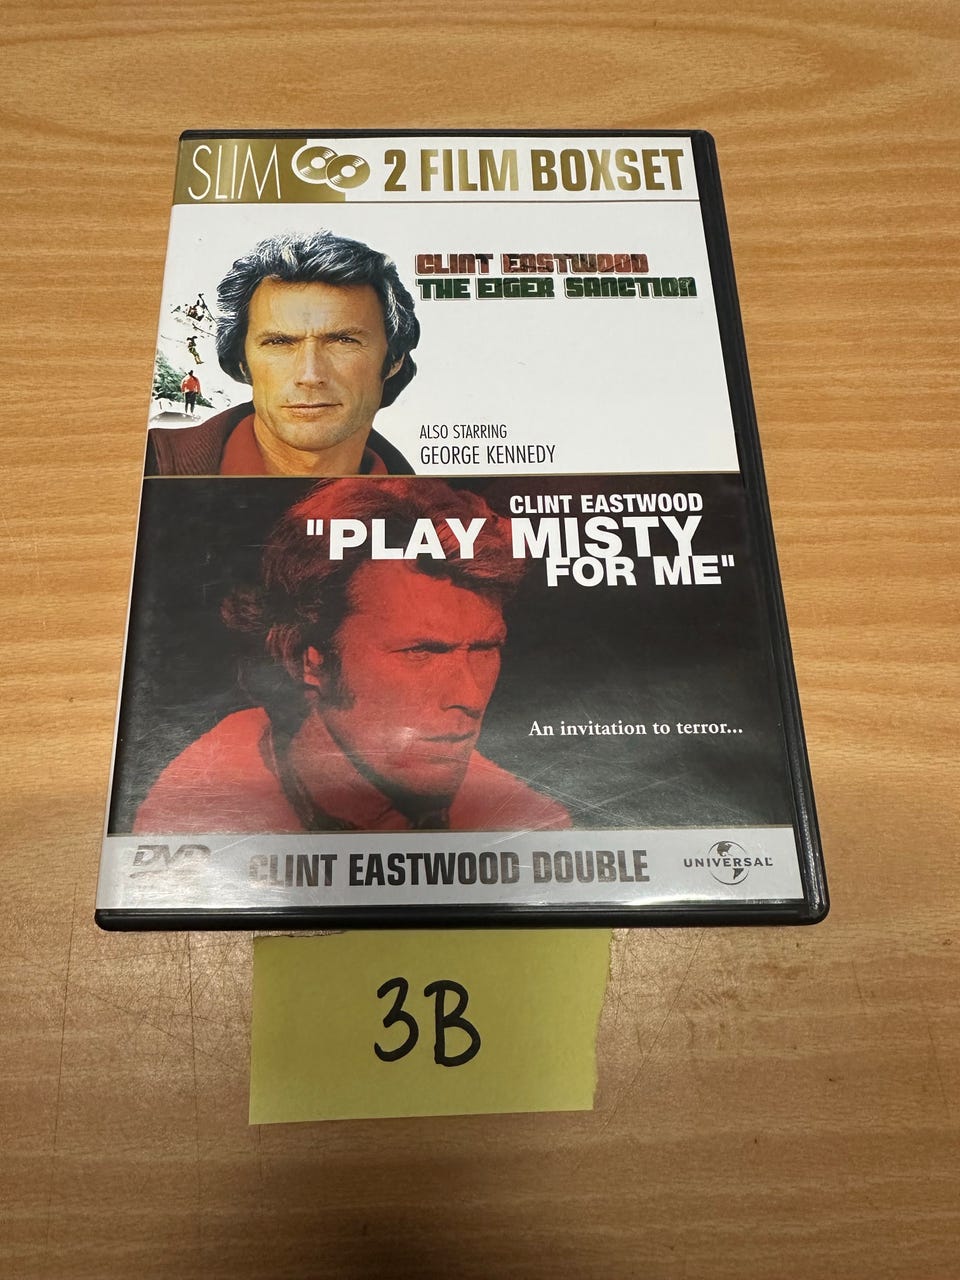 SLIM 2 FILM BOXSET
CLINT EASTWOOD
THE EIGER SANCTION
ALSO STARRING
GEORGE KENNEDY
CLINT EASTWOOD
"PLAY MISTY
FOR ME"
An invitation to terror...
DVD CLINT EASTWOOD DOUBLE UNIVERSAL
3B